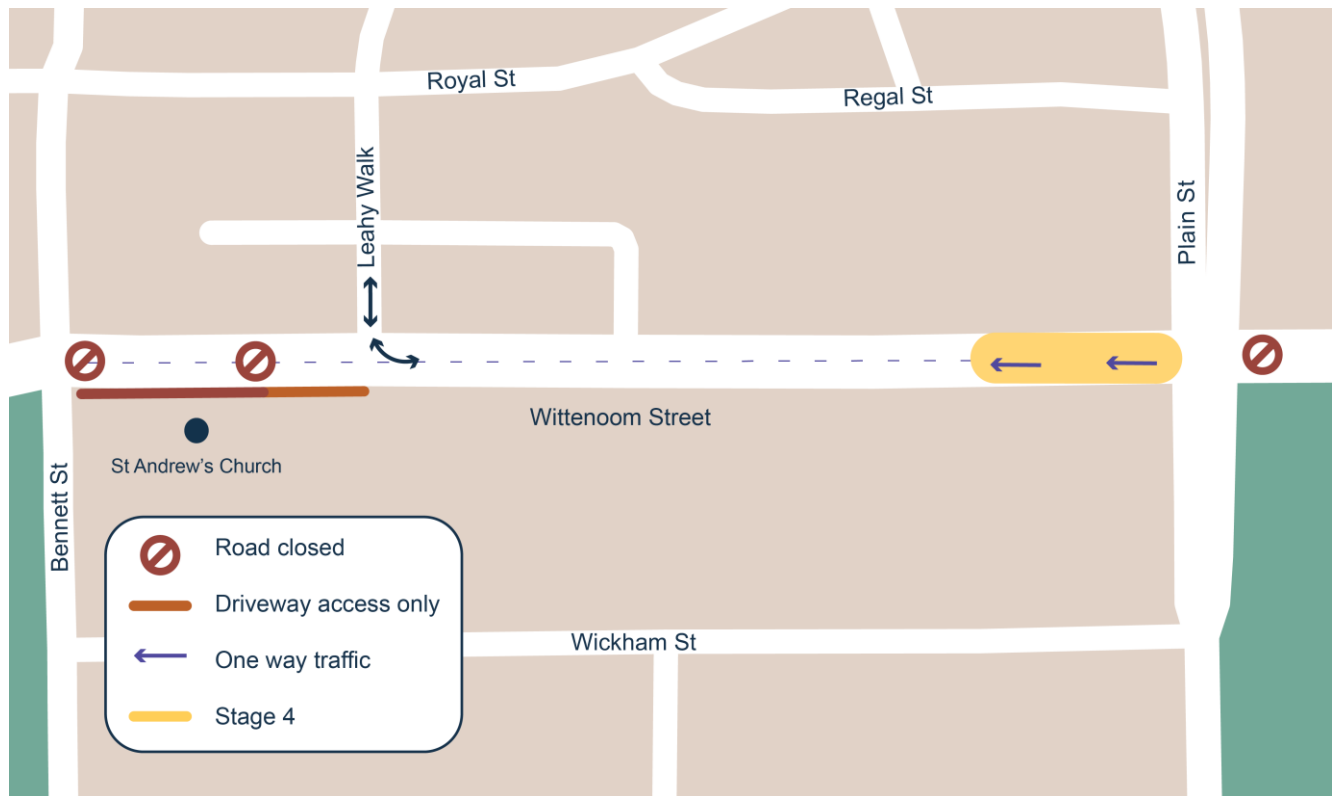 Royal St
Regal St
Leahy Walk
Plain St
Wittenoom Street
St Andrew's Church
Bennett St
Road closed
Driveway access only
One way traffic
Stage 4
Wickham St